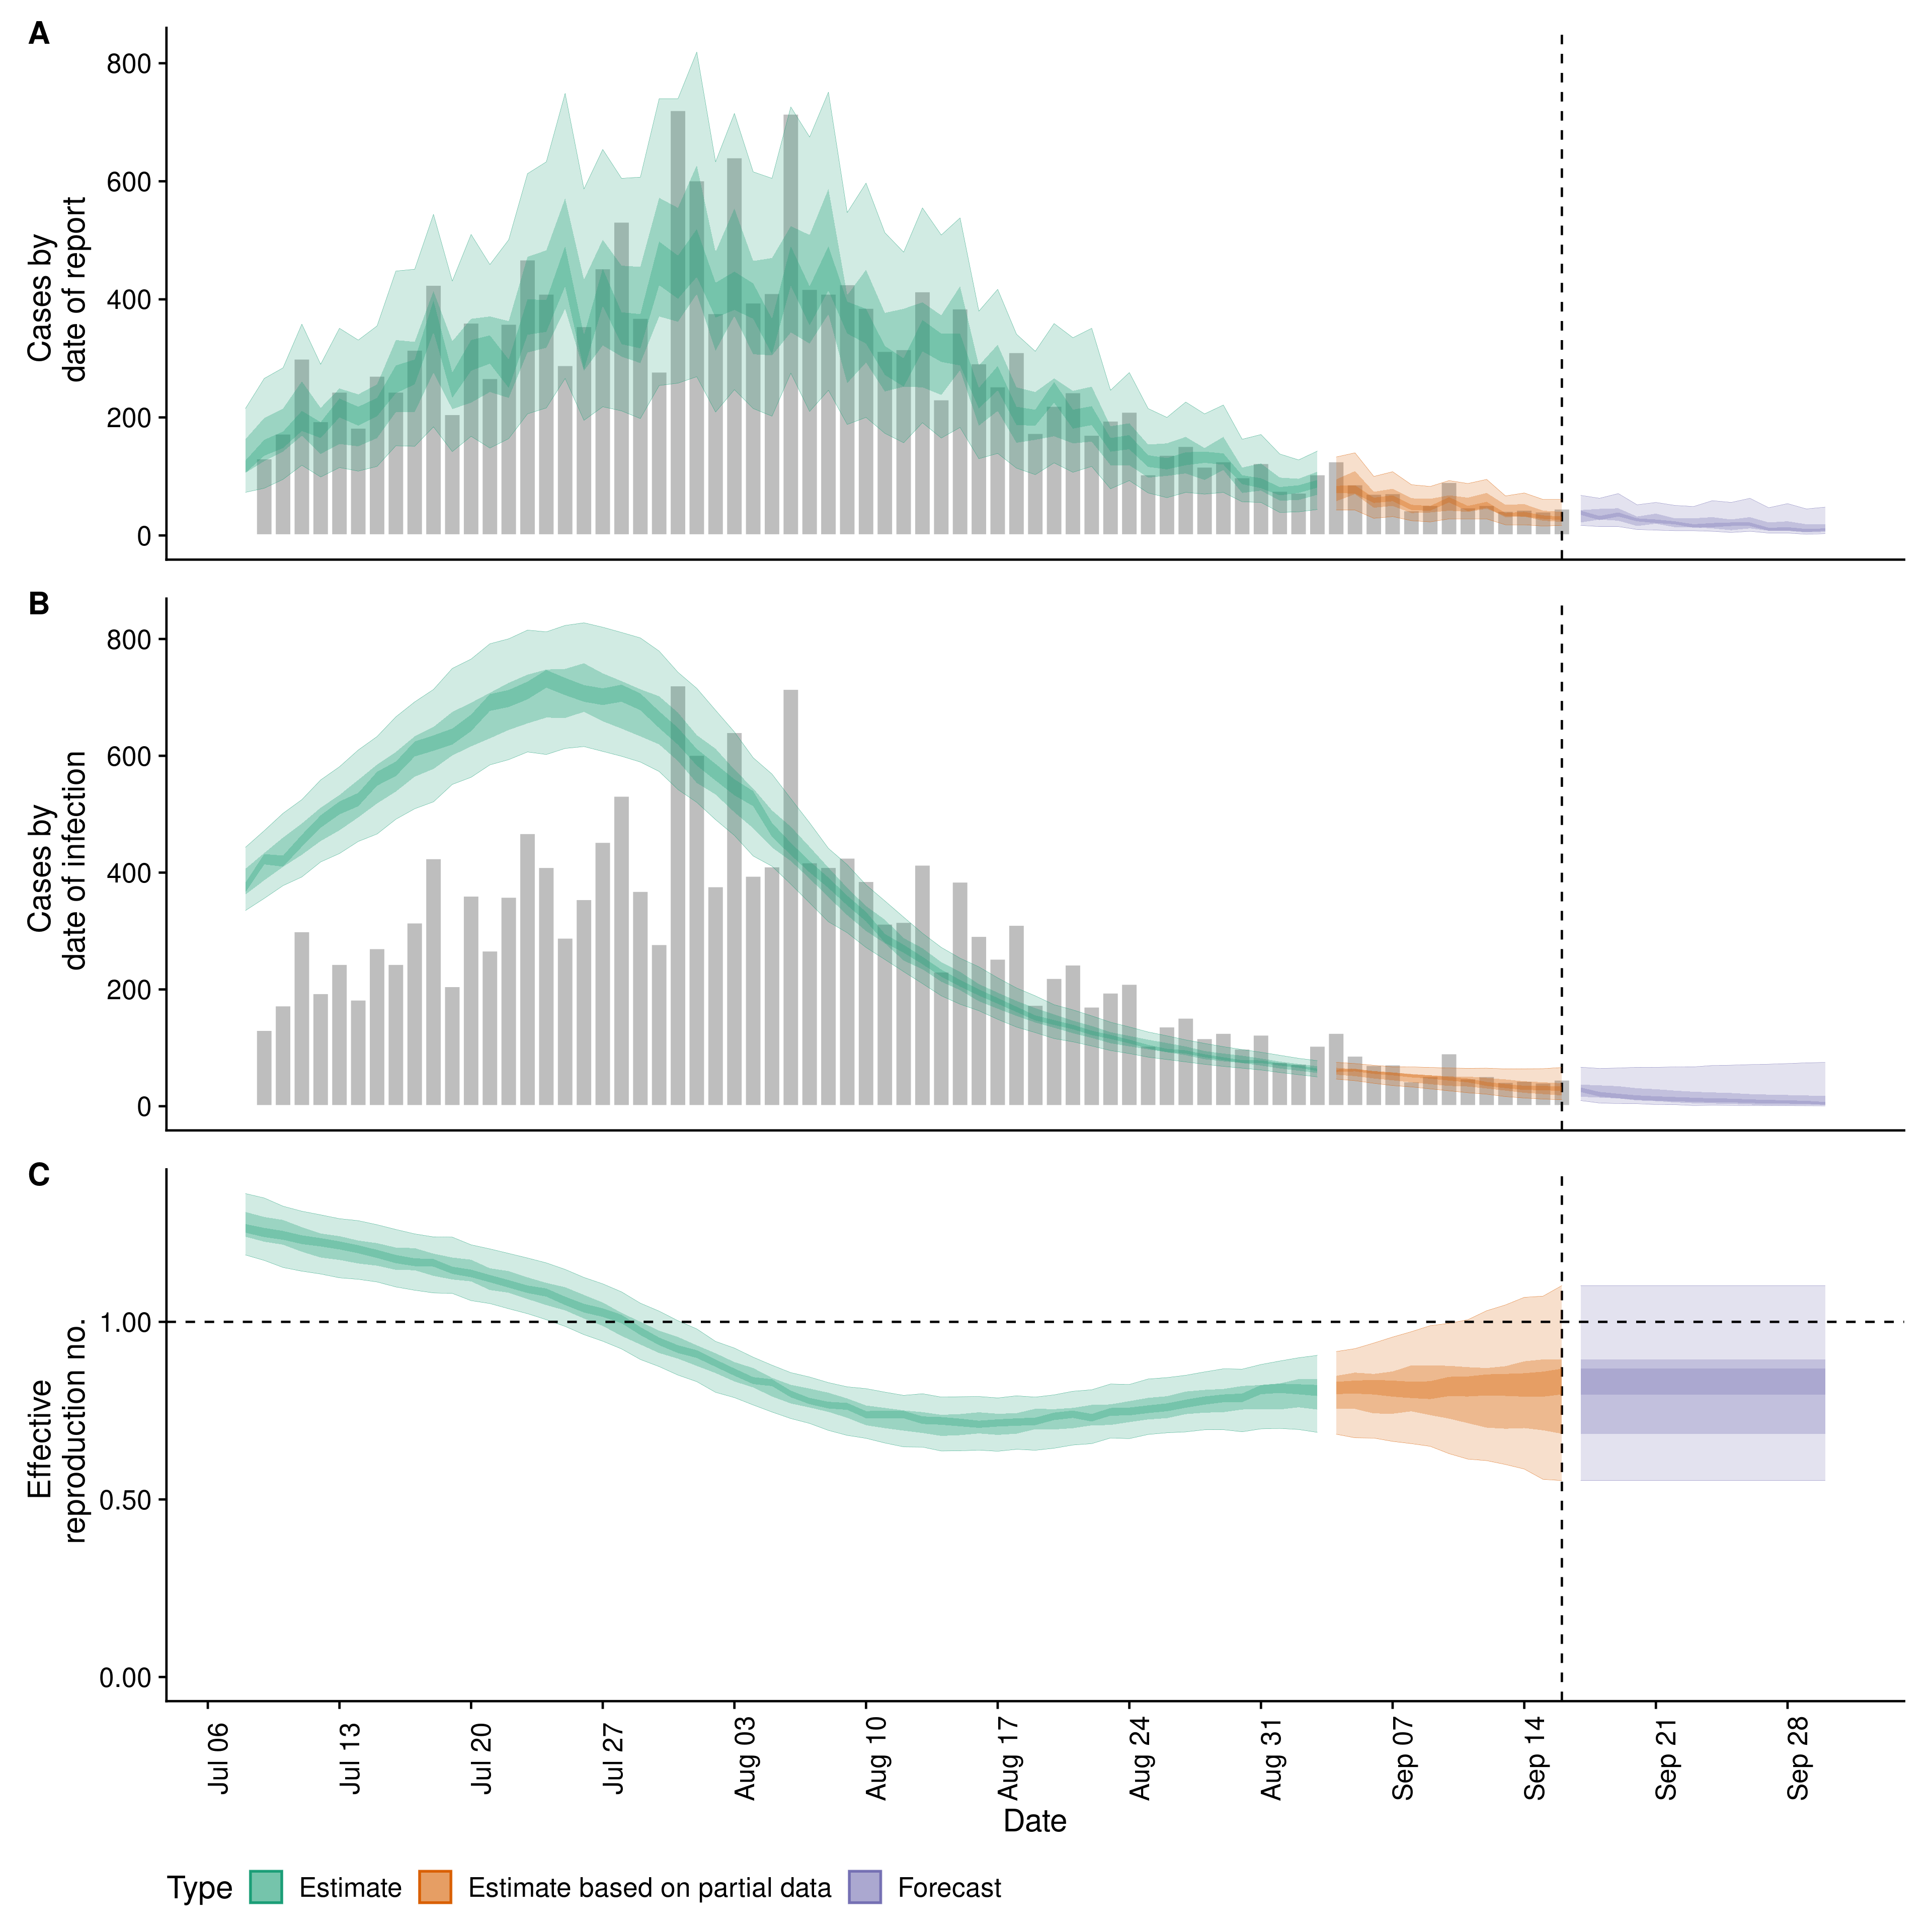 A
800
600
400
200
0
Cases by
date of report
B
800
600
400
200
0
Cases by
date of infection
C
1.00
0.50
0.00
Effective
reproduction no.
Jul 06
Jul 13
Jul 20
Jul 27
Aug 03
Aug 10
Aug 17
Aug 24
Aug 31
Sep 07
Sep 14
Sep 21
Sep 28
Date
Type Estimate Estimate based on partial data Forecast